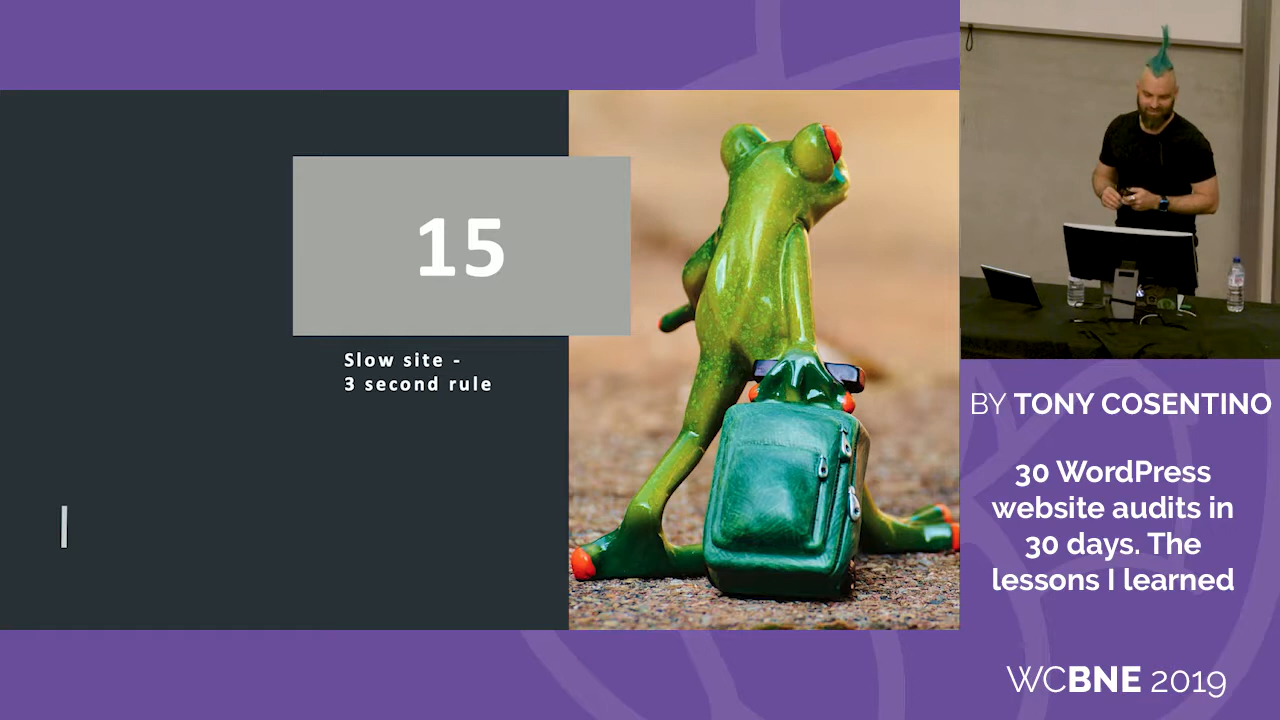 15
Slow site -
3 second rule
BY TONY COSENTINO
30 WordPress
website audits in
30 days. The
lessons I learned
WCBNE 2019